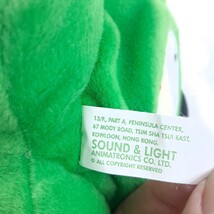 13/F., PART A, PENINSULA CENTER,
67 MODY ROAD, TSIM SHA TSUI EAST,
KOWLOON, HONG KONG.
SOUND & LIGHT
ANIMATRONICS CO. LTD.
© ALL RIGHTS RESERVED